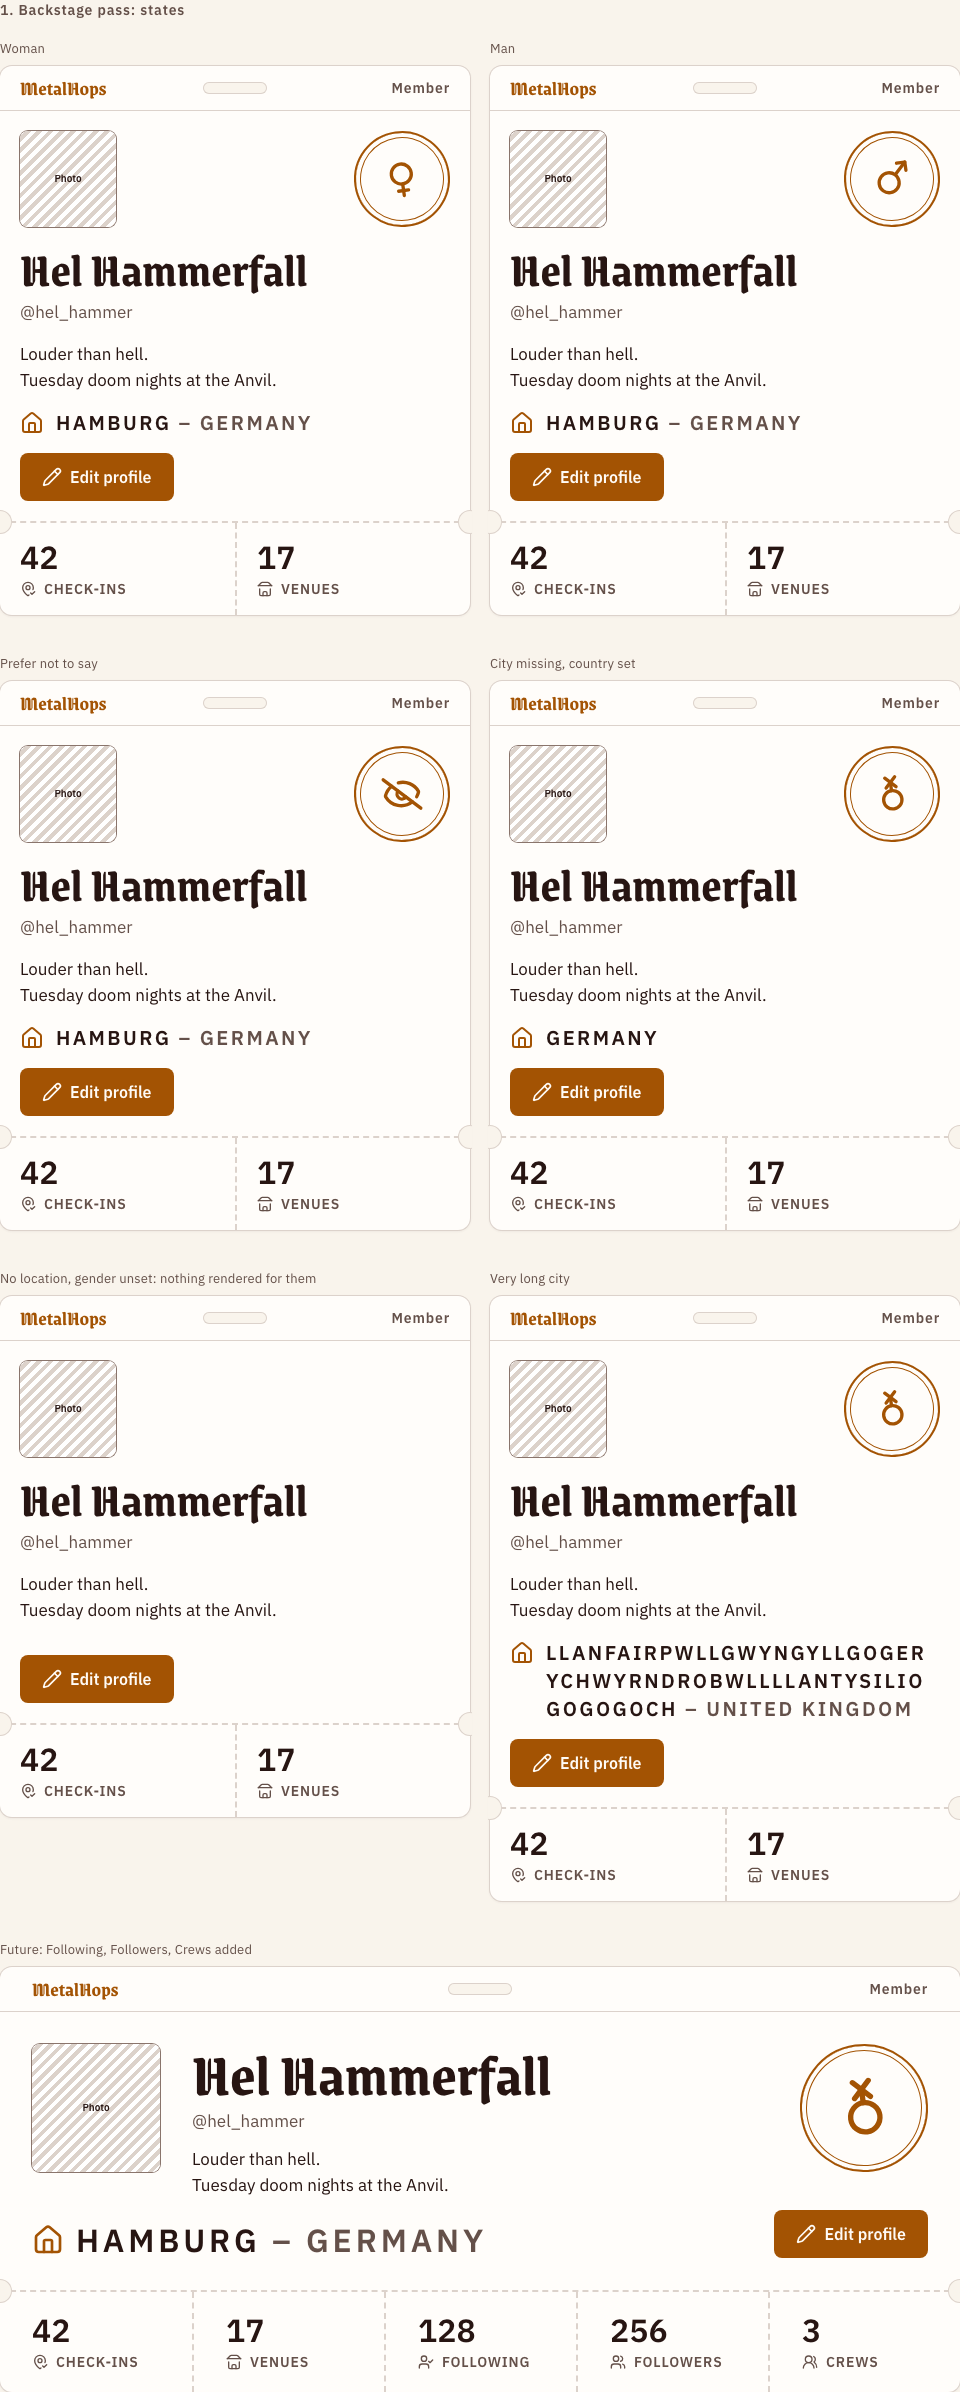 1. Backstage pass: states
Woman
MetalHops
Member
Photo
Hel Hammerfall
@hel_hammer
Louder than hell.
Tuesday doom nights at the Anvil.
HAMBURG – GERMANY
Edit profile
42
CHECK-INS
17
VENUES
Man
MetalHops
Member
Photo
Hel Hammerfall
@hel_hammer
Louder than hell.
Tuesday doom nights at the Anvil.
HAMBURG – GERMANY
Edit profile
42
CHECK-INS
17
VENUES
Prefer not to say
MetalHops
Member
Photo
Hel Hammerfall
@hel_hammer
Louder than hell.
Tuesday doom nights at the Anvil.
HAMBURG – GERMANY
Edit profile
42
CHECK-INS
17
VENUES
City missing, country set
MetalHops
Member
Photo
Hel Hammerfall
@hel_hammer
Louder than hell.
Tuesday doom nights at the Anvil.
GERMANY
Edit profile
42
CHECK-INS
17
VENUES
No location, gender unset: nothing rendered for them
MetalHops
Member
Photo
Hel Hammerfall
@hel_hammer
Louder than hell.
Tuesday doom nights at the Anvil.
Edit profile
42
CHECK-INS
17
VENUES
Very long city
MetalHops
Member
Photo
Hel Hammerfall
@hel_hammer
Louder than hell.
Tuesday doom nights at the Anvil.
LLANFAIRPWLLGWYNGYLLGOGER
YCHWYRNDROBWLLLLANTYSILIO
GOGOGOCH – UNITED KINGDOM
Edit profile
42
CHECK-INS
17
VENUES
Future: Following, Followers, Crews added
MetalHops
Member
Photo
Hel Hammerfall
@hel_hammer
Louder than hell.
Tuesday doom nights at the Anvil.
HAMBURG – GERMANY
Edit profile
42
CHECK-INS
17
VENUES
128
FOLLOWING
256
FOLLOWERS
3
CREWS